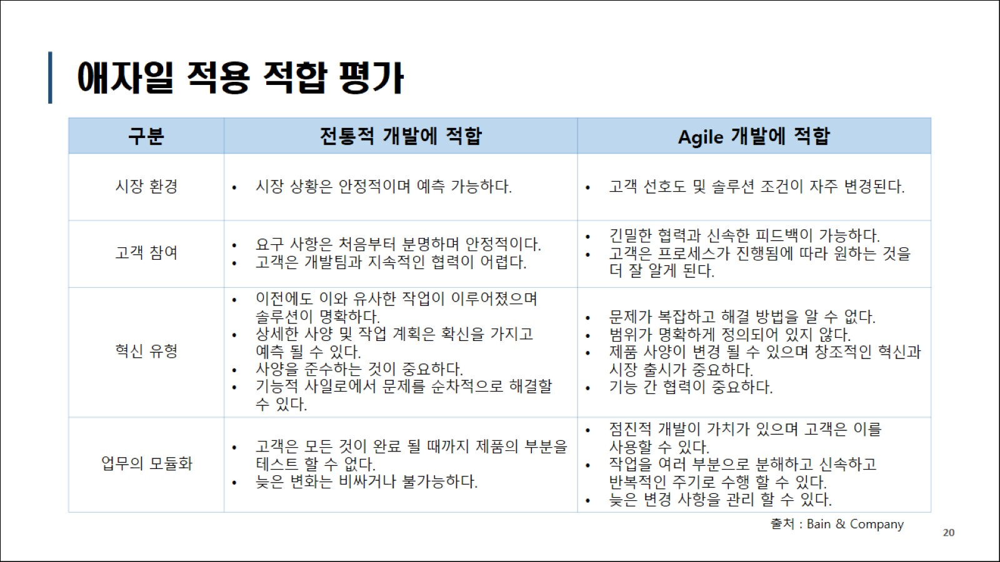 애자일 적용 적합 평가
구분
전통적 개발에 적합
Agile 개발에 적합
시장 환경
• 시장 상황은 안정적이며 예측 가능하다.
• 고객 선호도 및 솔루션 조건이 자주 변경된다.
고객 참여
• 요구 사항은 처음부터 분명하며 안정적이다.
• 고객은 개발팀과 지속적인 협력이 어렵다.
• 긴밀한 협력과 신속한 피드백이 가능하다.
• 고객은 프로세스가 진행됨에 따라 원하는 것을
더 잘 알게 된다.
혁신 유형
• 이전에도 이와 유사한 작업이 이루어졌으며
솔루션이 명확하다.
• 상세한 사양 및 작업 계획은 확신을 가지고
예측 될 수 있다.
• 사양을 준수하는 것이 중요하다.
• 기능적 사일로에서 문제를 순차적으로 해결할
수 있다.
• 문제가 복잡하고 해결 방법을 알 수 없다.
• 범위가 명확하게 정의되어 있지 않다.
• 제품 사양이 변경 될 수 있으며 창조적인 혁신과
시장 출시가 중요하다.
• 기능 간 협력이 중요하다.
업무의 모듈화
• 고객은 모든 것이 완료 될 때까지 제품의 부분을
테스트 할 수 없다.
• 늦은 변화는 비싸거나 불가능하다.
• 점진적 개발이 가치가 있으며 고객은 이를
사용할 수 있다.
• 작업을 여러 부분으로 분해하고 신속하고
반복적인 주기로 수행 할 수 있다.
• 늦은 변경 사항을 관리 할 수 있다.
출처 : Bain & Company
20